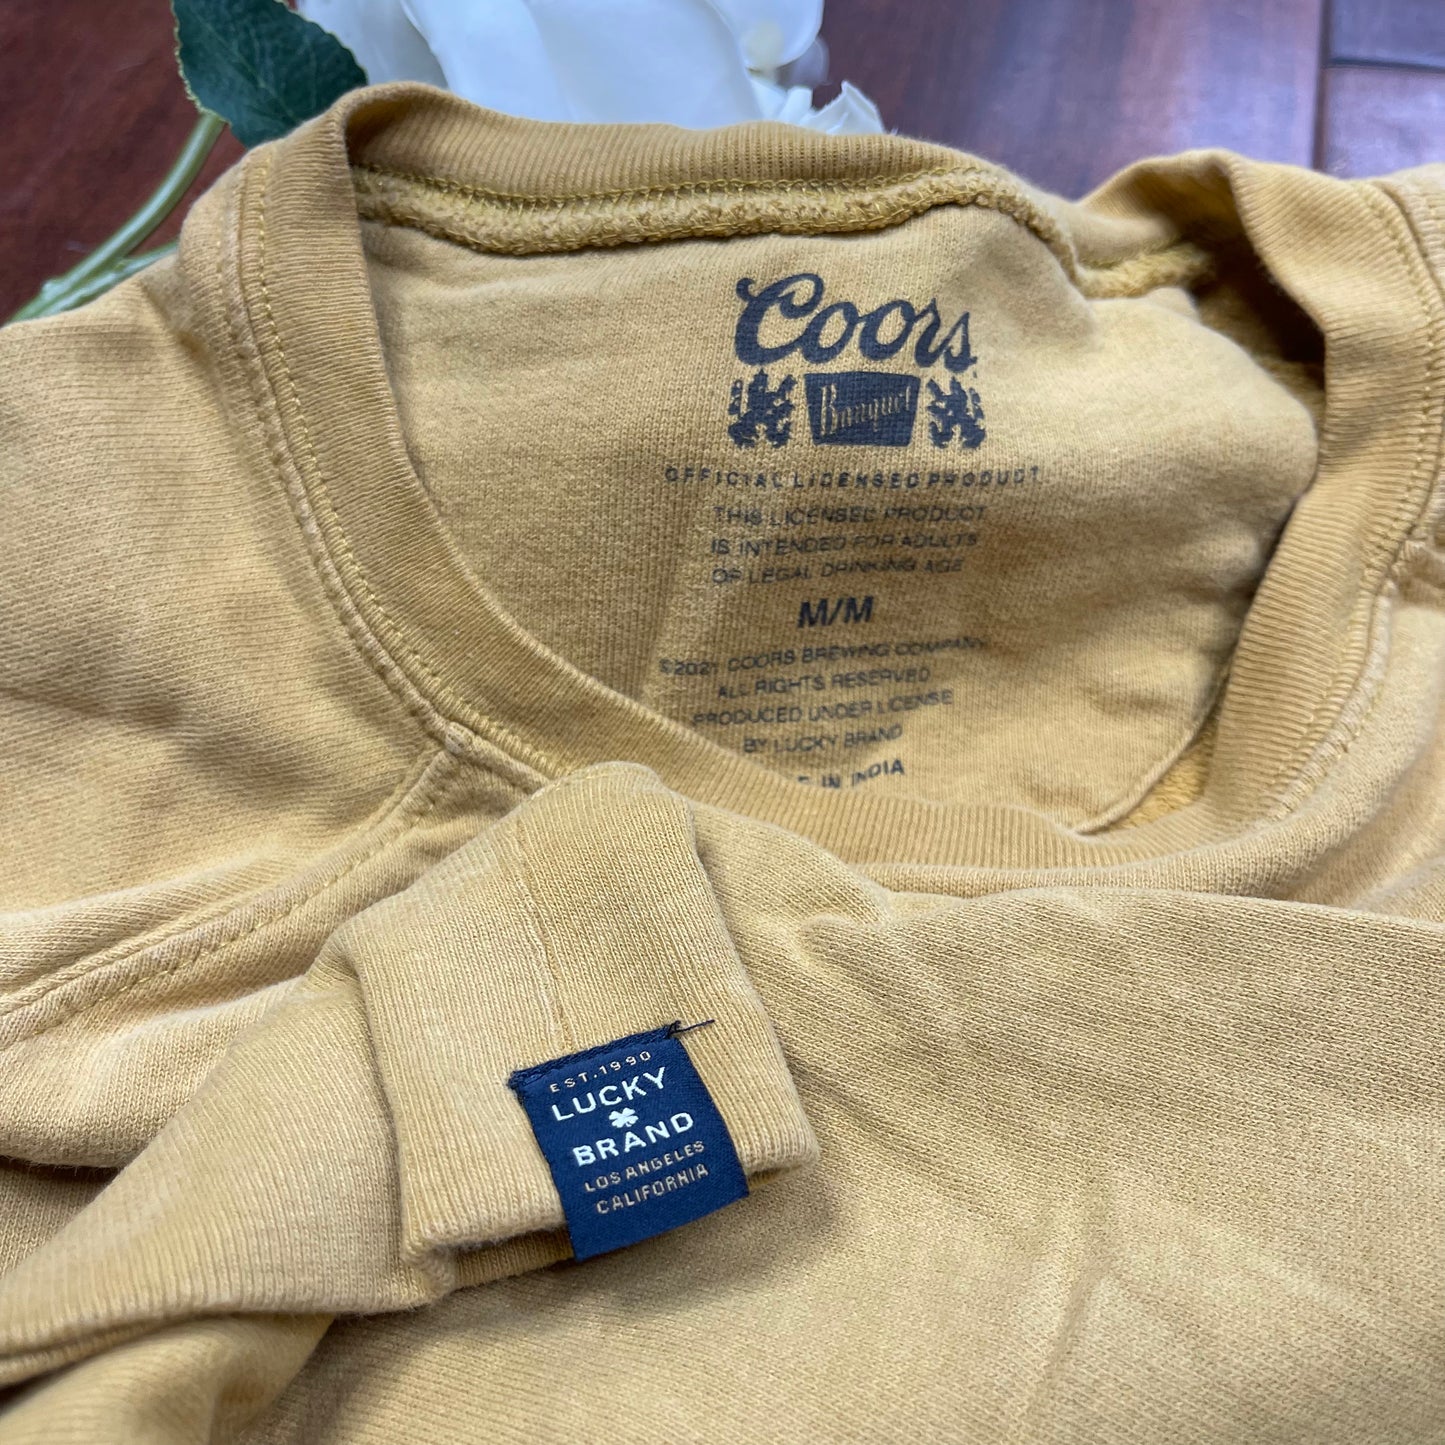 Coors
Banquet
OFFICIAL LICENSED PRODUCT
THIS LICENSED PRODUCT
IS INTENDED FOR ADULTS
OF LEGAL DRINKING AGE
M/M
©2021 COORS BREWING COMPANY
ALL RIGHTS RESERVED
PRODUCED UNDER LICENSE
BY LUCKY BRAND
IN INDIA
EST. 1990
LUCKY
BRAND
LOS ANGELES
CALIFORNIA